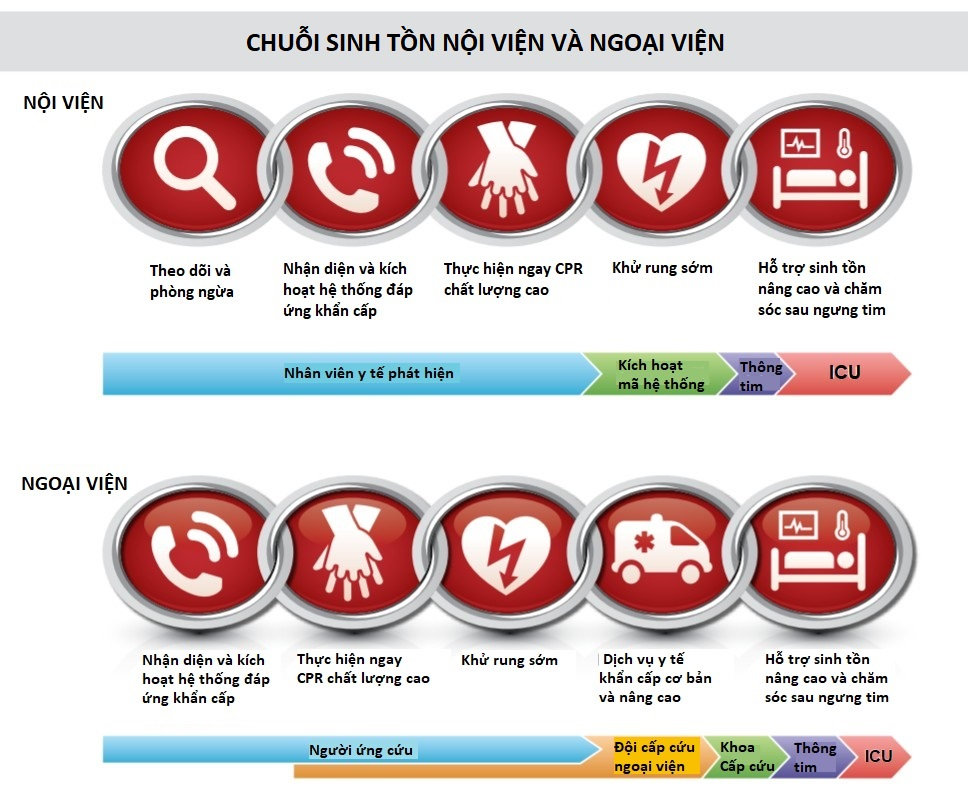 CHUỖI SINH TỒN NỘI VIỆN VÀ NGOẠI VIỆN
NỘI VIỆN
Theo dõi và
phòng ngừa
Nhận diện và kích
hoạt hệ thống đáp
ứng khẩn cấp
Thực hiện ngay CPR
chất lượng cao
Khử rung sớm
Hỗ trợ sinh tồn
nâng cao và chăm
sóc sau ngưng tim
Nhân viên y tế phát hiện
Kích hoạt
mã hệ thống
Thông
tim
ICU
NGOẠI VIỆN
Nhận diện và kích
hoạt hệ thống đáp
ứng khẩn cấp
Thực hiện ngay
CPR chất lượng cao
Khử rung sớm
Dịch vụ y tế
khẩn cấp cơ bản
và nâng cao
Hỗ trợ sinh tồn
nâng cao và chăm
sóc sau ngưng tim
Người ứng cứu
Đội cấp cứu
ngoại viện
Khoa
Cấp cứu
Thông
tim
ICU